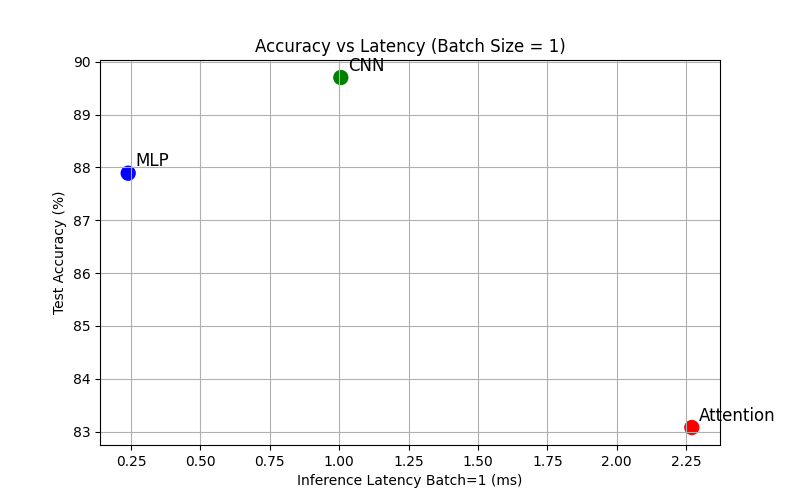 Accuracy vs Latency (Batch Size = 1)
90
CNN
89
MLP
88
87
86
85
84
Attention
83
Test Accuracy (%)
0.25 0.50 0.75 1.00 1.25 1.50 1.75 2.00 2.25
Inference Latency Batch=1 (ms)